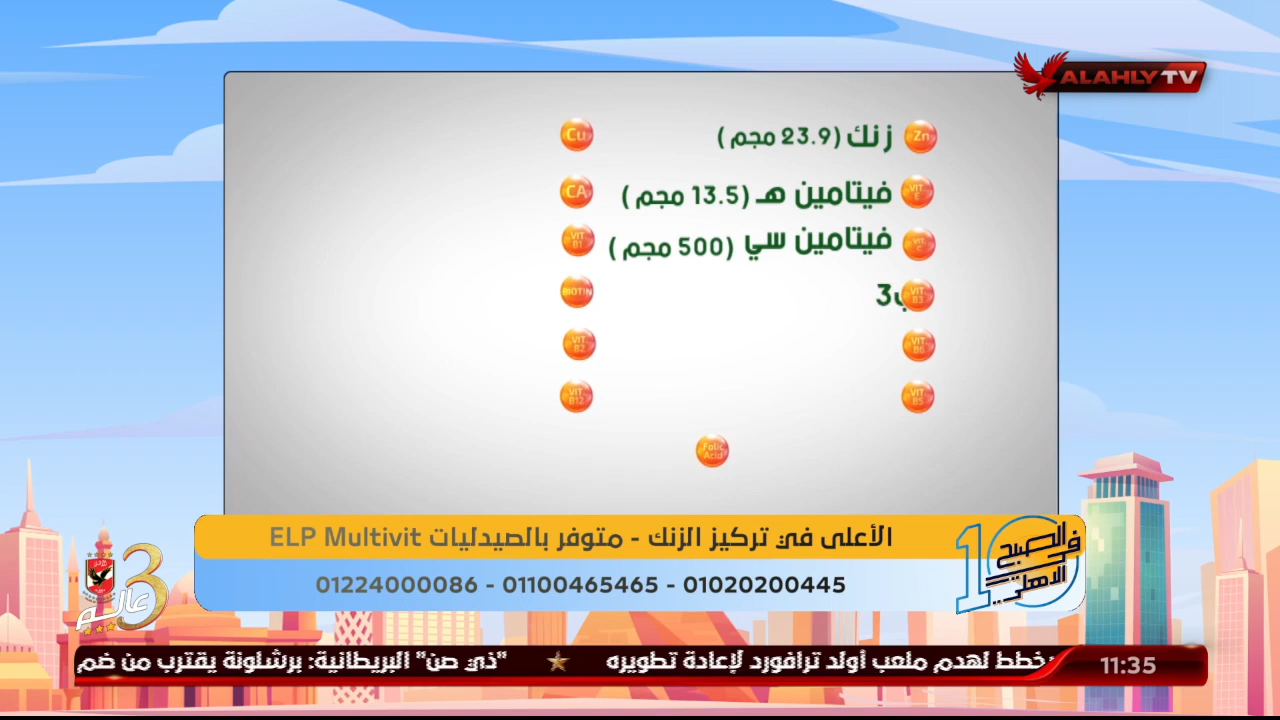 ALAHLY TV
Zn زنك (23.9 مجم) Cu
VIT E فيتامين هـ (13.5 مجم) CA
VIT C فيتامين سي (500 مجم) VIT B1
VIT B3 ب3 BIOTIN
VIT B6 VIT B2
VIT B5 VIT B12
Folic Acid
الأعلى في تركيز الزنك - متوفر بالصيدليات ELP Multivit
01224000086 - 01100465465 - 01020200445
10 الصبح في الاهلي..
3 عالم
خطط لهدم ملعب أولد ترافورد لإعادة تطويره ★ "ذي صن" البريطانية: برشلونة يقترب من ضم
11:35